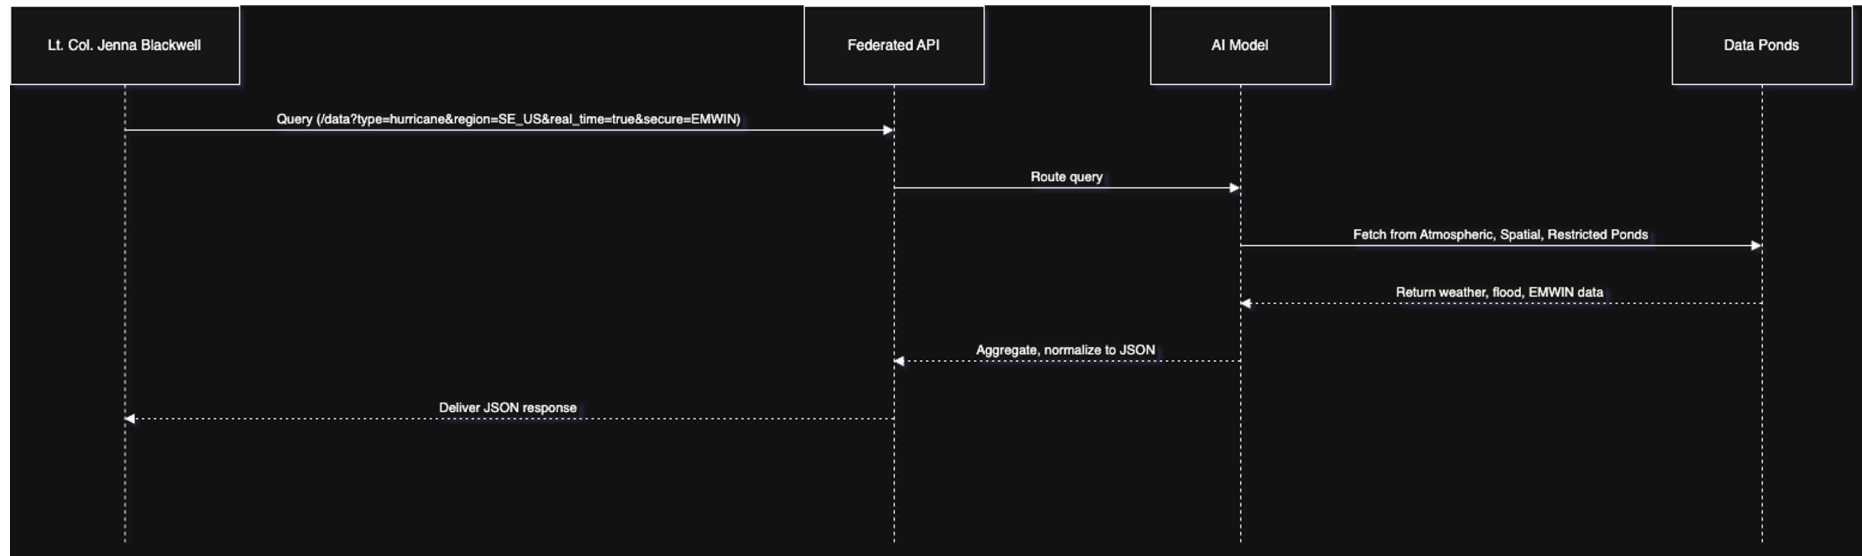 Lt. Col. Jenna Blackwell
Federated API
AI Model
Data Ponds
Query (/data?type=hurricane&region=SE_US&real_time=true&secure=EMWIN)
Route query
Fetch from Atmospheric, Spatial, Restricted Ponds
Return weather, flood, EMWIN data
Aggregate, normalize to JSON
Deliver JSON response